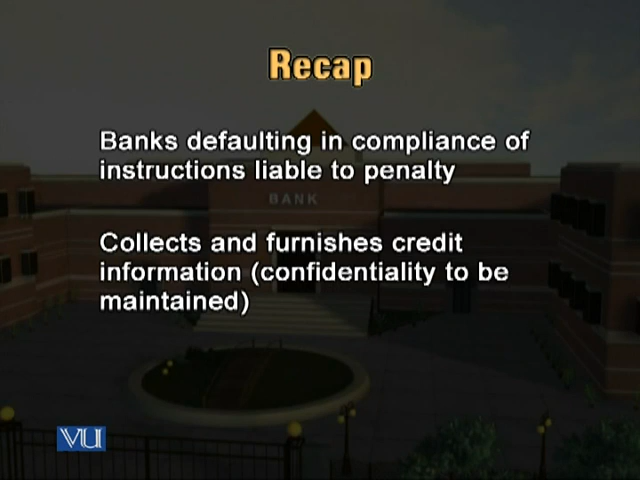 Recap
Banks defaulting in compliance of
instructions liable to penalty
BANK
Collects and furnishes credit
information (confidentiality to be
maintained)
VU